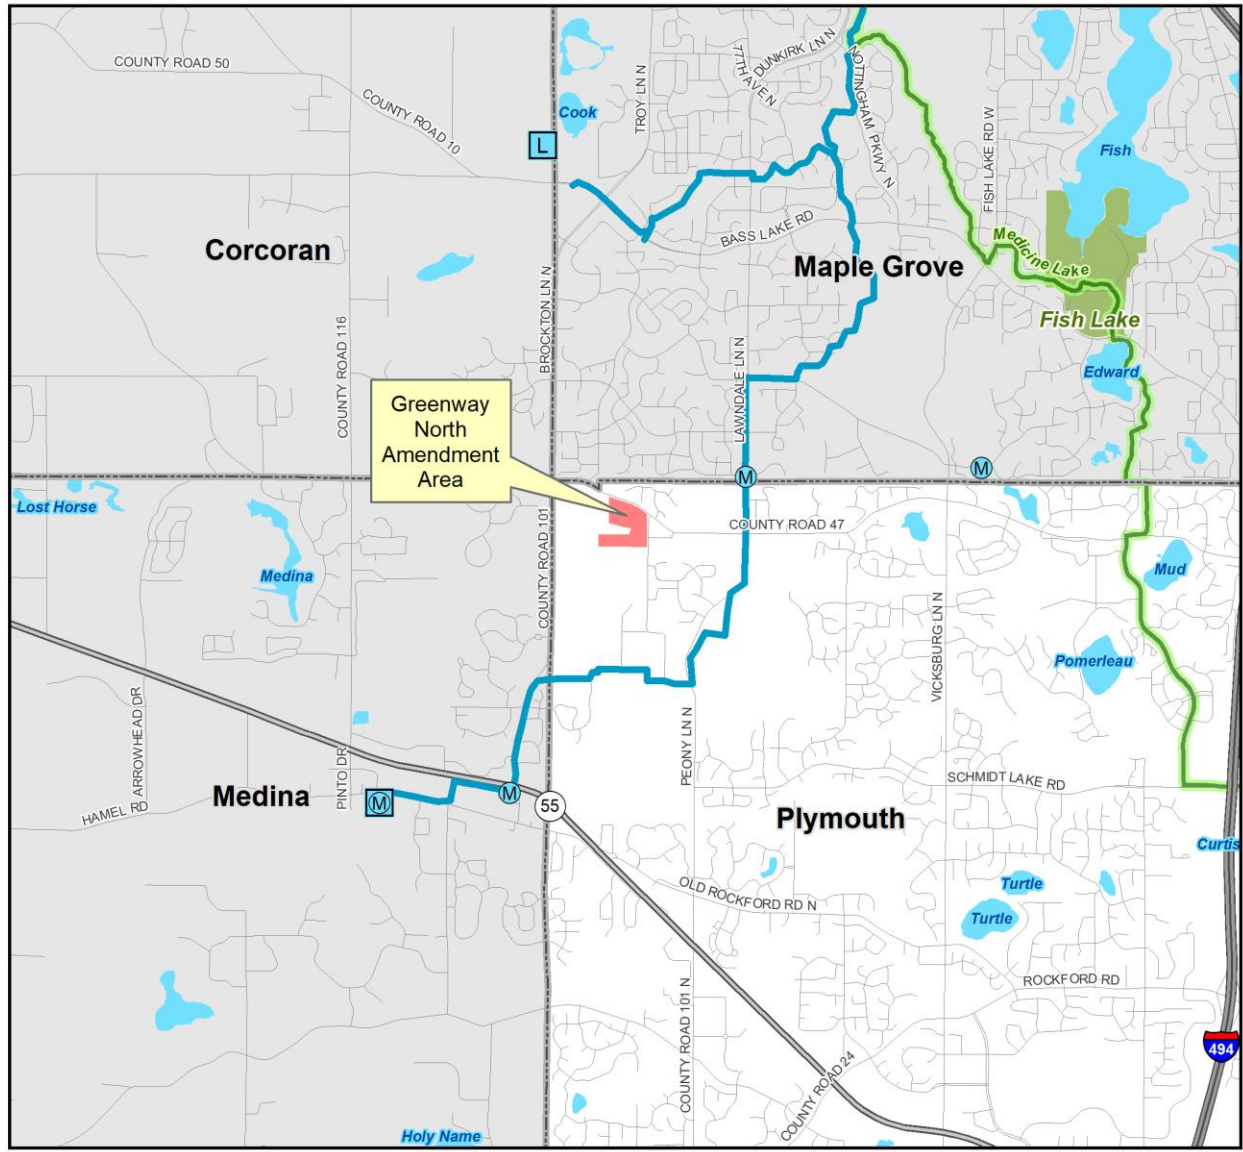 COUNTY ROAD 50
COUNTY ROAD 10
Cook
TROY LN N
77TH AVE N
DUNKIRK LN N
NOTTINGHAM PKWY N
FISH LAKE RD W
Fish
L
BASS LAKE RD
Corcoran
Maple Grove
Medicine Lake
Fish Lake
Edward
COUNTY ROAD 116
BROCKTON LN N
LAWNDALE LN N
Greenway
North
Amendment
Area
M
M
Lost Horse
Medina
COUNTY ROAD 101
COUNTY ROAD 47
Mud
VICKSBURG LN N
Pomerleau
ARROWHEAD DR
PINTO DR
PEONY LN N
SCHMIDT LAKE RD
HAMEL RD
Medina
M
M
55
Plymouth
Curtis
OLD ROCKFORD RD N
Turtle
Turtle
ROCKFORD RD
COUNTY ROAD 101 N
COUNTY ROAD 24
494
Holy Name